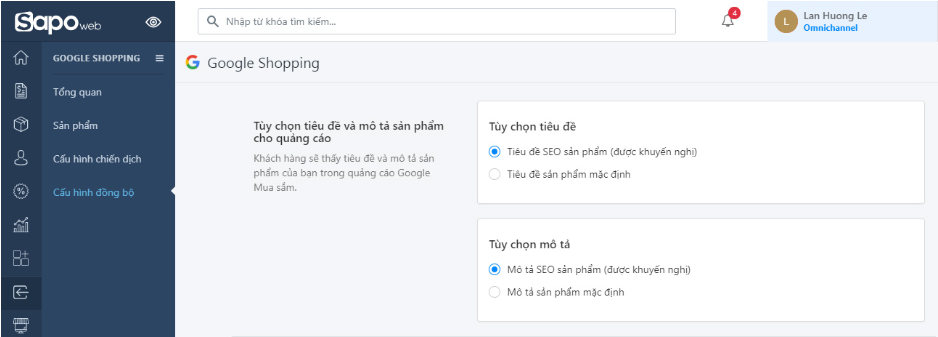 Sapo web
Nhập từ khóa tìm kiếm...
4
L
Lan Huong Le
Omnichannel
GOOGLE SHOPPING
Tổng quan
Sản phẩm
Cấu hình chiến dịch
Cấu hình đồng bộ
Google Shopping
Tùy chọn tiêu đề và mô tả sản phẩm
cho quảng cáo
Khách hàng sẽ thấy tiêu đề và mô tả sản
phẩm của bạn trong quảng cáo Google
Mua sắm.
Tùy chọn tiêu đề
Tiêu đề SEO sản phẩm (được khuyến nghị)
Tiêu đề sản phẩm mặc định
Tùy chọn mô tả
Mô tả SEO sản phẩm (được khuyến nghị)
Mô tả sản phẩm mặc định